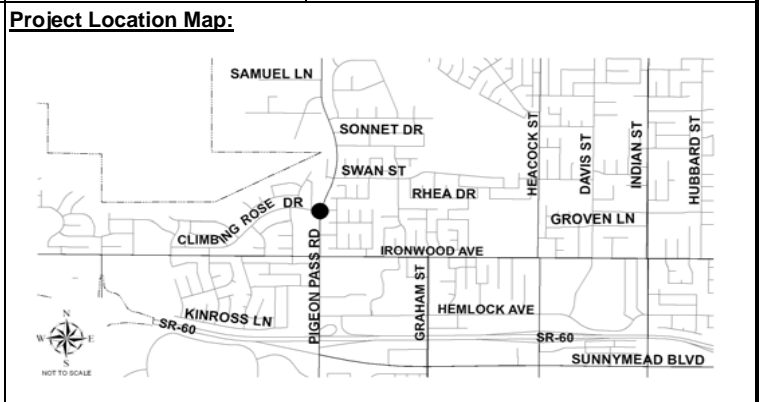 Project Location Map:
SAMUEL LN
SONNET DR
SWAN ST
RHEA DR
HEACOCK ST
DAVIS ST
INDIAN ST
HUBBARD ST
CLIMBING ROSE DR
GROVEN LN
PIGEON PASS RD
IRONWOOD AVE
GRAHAM ST
KINROSS LN
HEMLOCK AVE
SR-60
SR-60
SUNNYMEAD BLVD
N
W
E
S
NOT TO SCALE